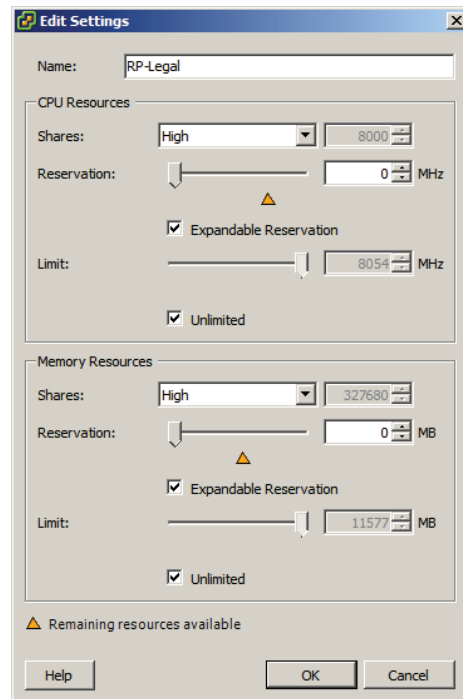 Edit Settings
Name: RP-Legal
CPU Resources
Shares: High 8000
Reservation: 0 MHz
Expandable Reservation
Limit: 8054 MHz
Unlimited
Memory Resources
Shares: High 327680
Reservation: 0 MB
Expandable Reservation
Limit: 11577 MB
Unlimited
Remaining resources available
Help OK Cancel